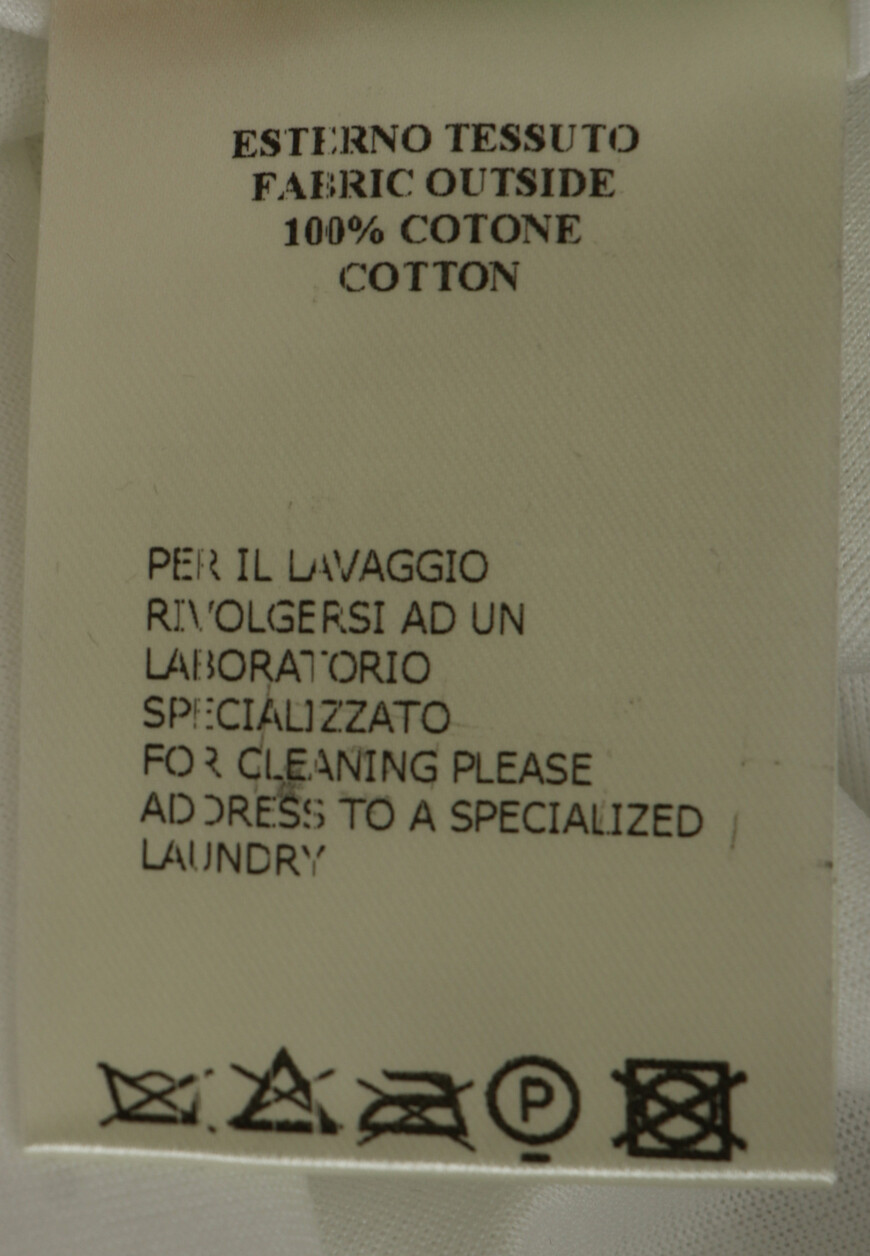 ESTERNO TESSUTO
FABRIC OUTSIDE
100% COTONE
COTTON
PER IL LAVAGGIO
RIVOLGERSI AD UN
LABORATORIO
SPECIALIZZATO
FOR CLEANING PLEASE
ADDRESS TO A SPECIALIZED
LAUNDRY
P